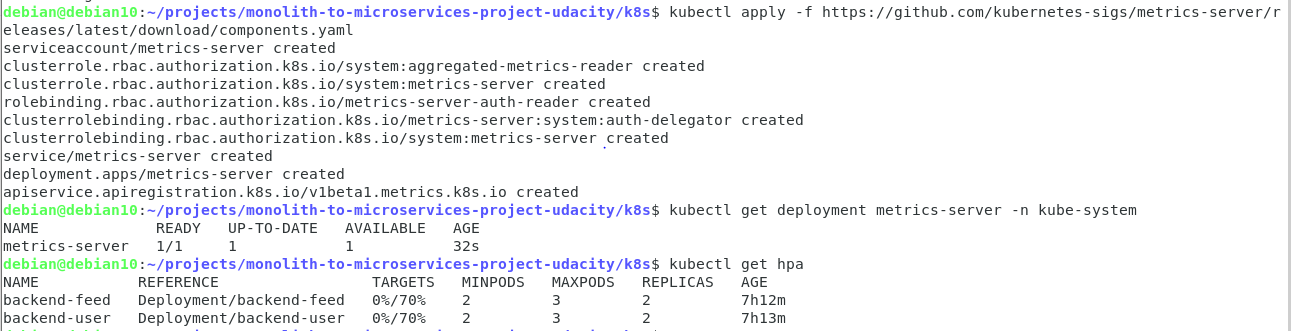 debian@debian10:~/projects/monolith-to-microservices-project-udacity/k8s$ kubectl apply -f https://github.com/kubernetes-sigs/metrics-server/r
eleases/latest/download/components.yaml
serviceaccount/metrics-server created
clusterrole.rbac.authorization.k8s.io/system:aggregated-metrics-reader created
clusterrole.rbac.authorization.k8s.io/system:metrics-server created
rolebinding.rbac.authorization.k8s.io/metrics-server-auth-reader created
clusterrolebinding.rbac.authorization.k8s.io/metrics-server:system:auth-delegator created
clusterrolebinding.rbac.authorization.k8s.io/system:metrics-server created
service/metrics-server created
deployment.apps/metrics-server created
apiservice.apiregistration.k8s.io/v1beta1.metrics.k8s.io created
debian@debian10:~/projects/monolith-to-microservices-project-udacity/k8s$ kubectl get deployment metrics-server -n kube-system
NAME             READY   UP-TO-DATE   AVAILABLE   AGE
metrics-server   1/1     1            1           32s
debian@debian10:~/projects/monolith-to-microservices-project-udacity/k8s$ kubectl get hpa
NAME           REFERENCE                 TARGETS   MINPODS   MAXPODS   REPLICAS   AGE
backend-feed   Deployment/backend-feed   0%/70%    2         3         2          7h12m
backend-user   Deployment/backend-user   0%/70%    2         3         2          7h13m